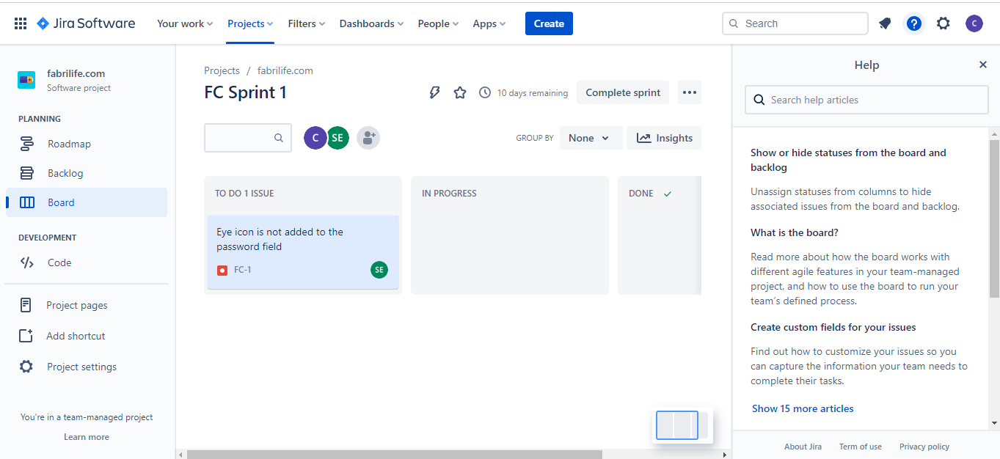 Jira Software Your work Projects Filters Dashboards People Apps Create Search ? C
fabrilife.com
Software project
PLANNING
Roadmap
Backlog
Board
DEVELOPMENT
Code
Project pages
Add shortcut
Project settings
You're in a team-managed project
Learn more
Projects / fabrilife.com
FC Sprint 1
10 days remaining Complete sprint
C SE
GROUP BY None Insights
TO DO 1 ISSUE
Eye icon is not added to the
password field
FC-1 SE
IN PROGRESS
DONE
Help
Search help articles
Show or hide statuses from the board and
backlog
Unassign statuses from columns to hide
associated issues from the board and backlog.
What is the board?
Read more about how the board works with
different agile features in your team-managed
project, and how to use the board to run your
team's defined process.
Create custom fields for your issues
Find out how to customize your issues so you
can capture the information your team needs to
complete their tasks.
Show 15 more articles
About Jira Term of use Privacy policy